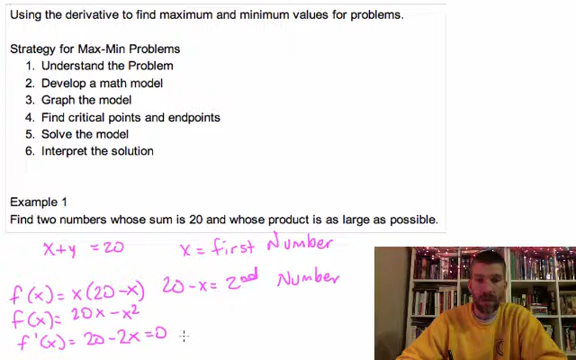 Using the derivative to find maximum and minimum values for problems.
Strategy for Max-Min Problems
1. Understand the Problem
2. Develop a math model
3. Graph the model
4. Find critical points and endpoints
5. Solve the model
6. Interpret the solution
Example 1
Find two numbers whose sum is 20 and whose product is as large as possible.
x+y = 20 x = first Number
f(x) = x(20-x) 20-x = 2nd Number
f(x) = 20x - x²
f'(x) = 20 - 2x = 0